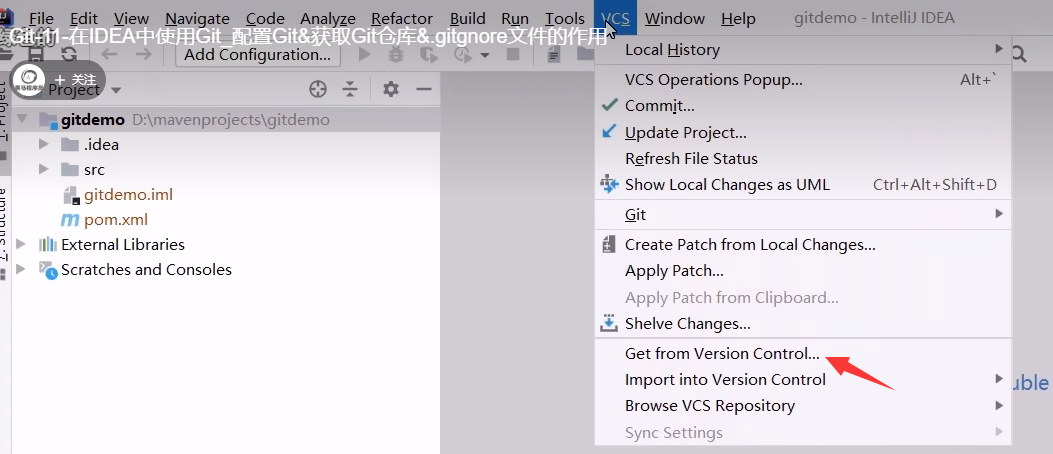 File Edit View Navigate Code Analyze Refactor Build Run Tools VCS Window Help gitdemo - IntelliJ IDEA
Git-11-在IDEA中使用Git_配置Git&获取Git仓库&.gitgnore文件的作用
Add Configuration...
+ 关注
Project
1: Project
gitdemo D:\mavenprojects\gitdemo
.idea
src
gitdemo.iml
pom.xml
External Libraries
Scratches and Consoles
Z: Structure
Local History
VCS Operations Popup... Alt+`
Commit...
Update Project...
Refresh File Status
Show Local Changes as UML Ctrl+Alt+Shift+D
Git
Create Patch from Local Changes...
Apply Patch...
Apply Patch from Clipboard...
Shelve Changes...
Get from Version Control...
Import into Version Control
Browse VCS Repository
Sync Settings
uble